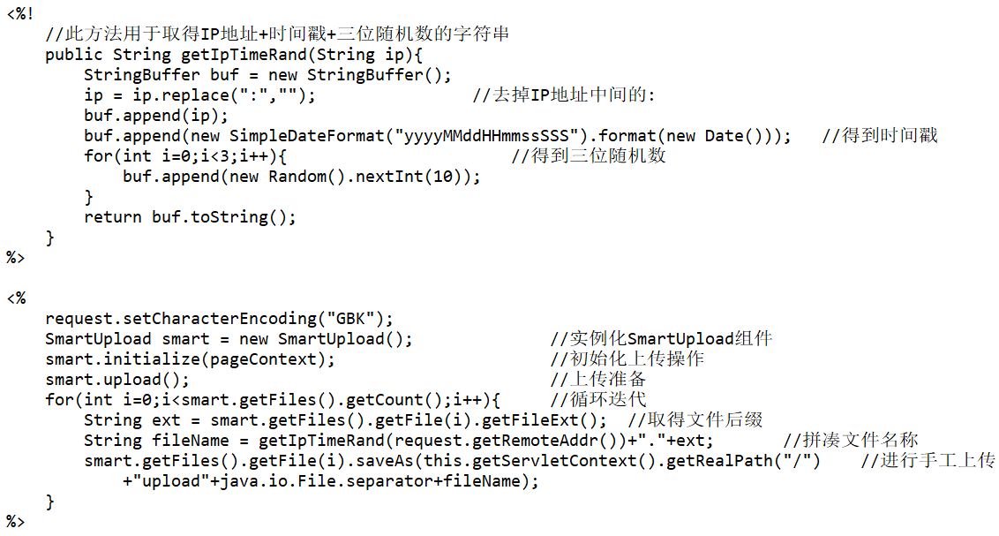 <%!
    //此方法用于取得IP地址+时间戳+三位随机数的字符串
    public String getIpTimeRand(String ip){
        StringBuffer buf = new StringBuffer();
        ip = ip.replace(":","");                //去掉IP地址中间的:
        buf.append(ip);
        buf.append(new SimpleDateFormat("yyyyMMddHHmmssSSS").format(new Date()));   //得到时间戳
        for(int i=0;i<3;i++){                       //得到三位随机数
            buf.append(new Random().nextInt(10));
        }
        return buf.toString();
    }
%>

<%
    request.setCharacterEncoding("GBK");
    SmartUpload smart = new SmartUpload();              //实例化SmartUpload组件
    smart.initialize(pageContext);                      //初始化上传操作
    smart.upload();                                     //上传准备
    for(int i=0;i<smart.getFiles().getCount();i++){     //循环迭代
        String ext = smart.getFiles().getFile(i).getFileExt();  //取得文件后缀
        String fileName = getIpTimeRand(request.getRemoteAddr())+"."+ext;       //拼凑文件名称
        smart.getFiles().getFile(i).saveAs(this.getServletContext().getRealPath("/")    //进行手工上传
            +"upload"+java.io.File.separator+fileName);
    }
%>